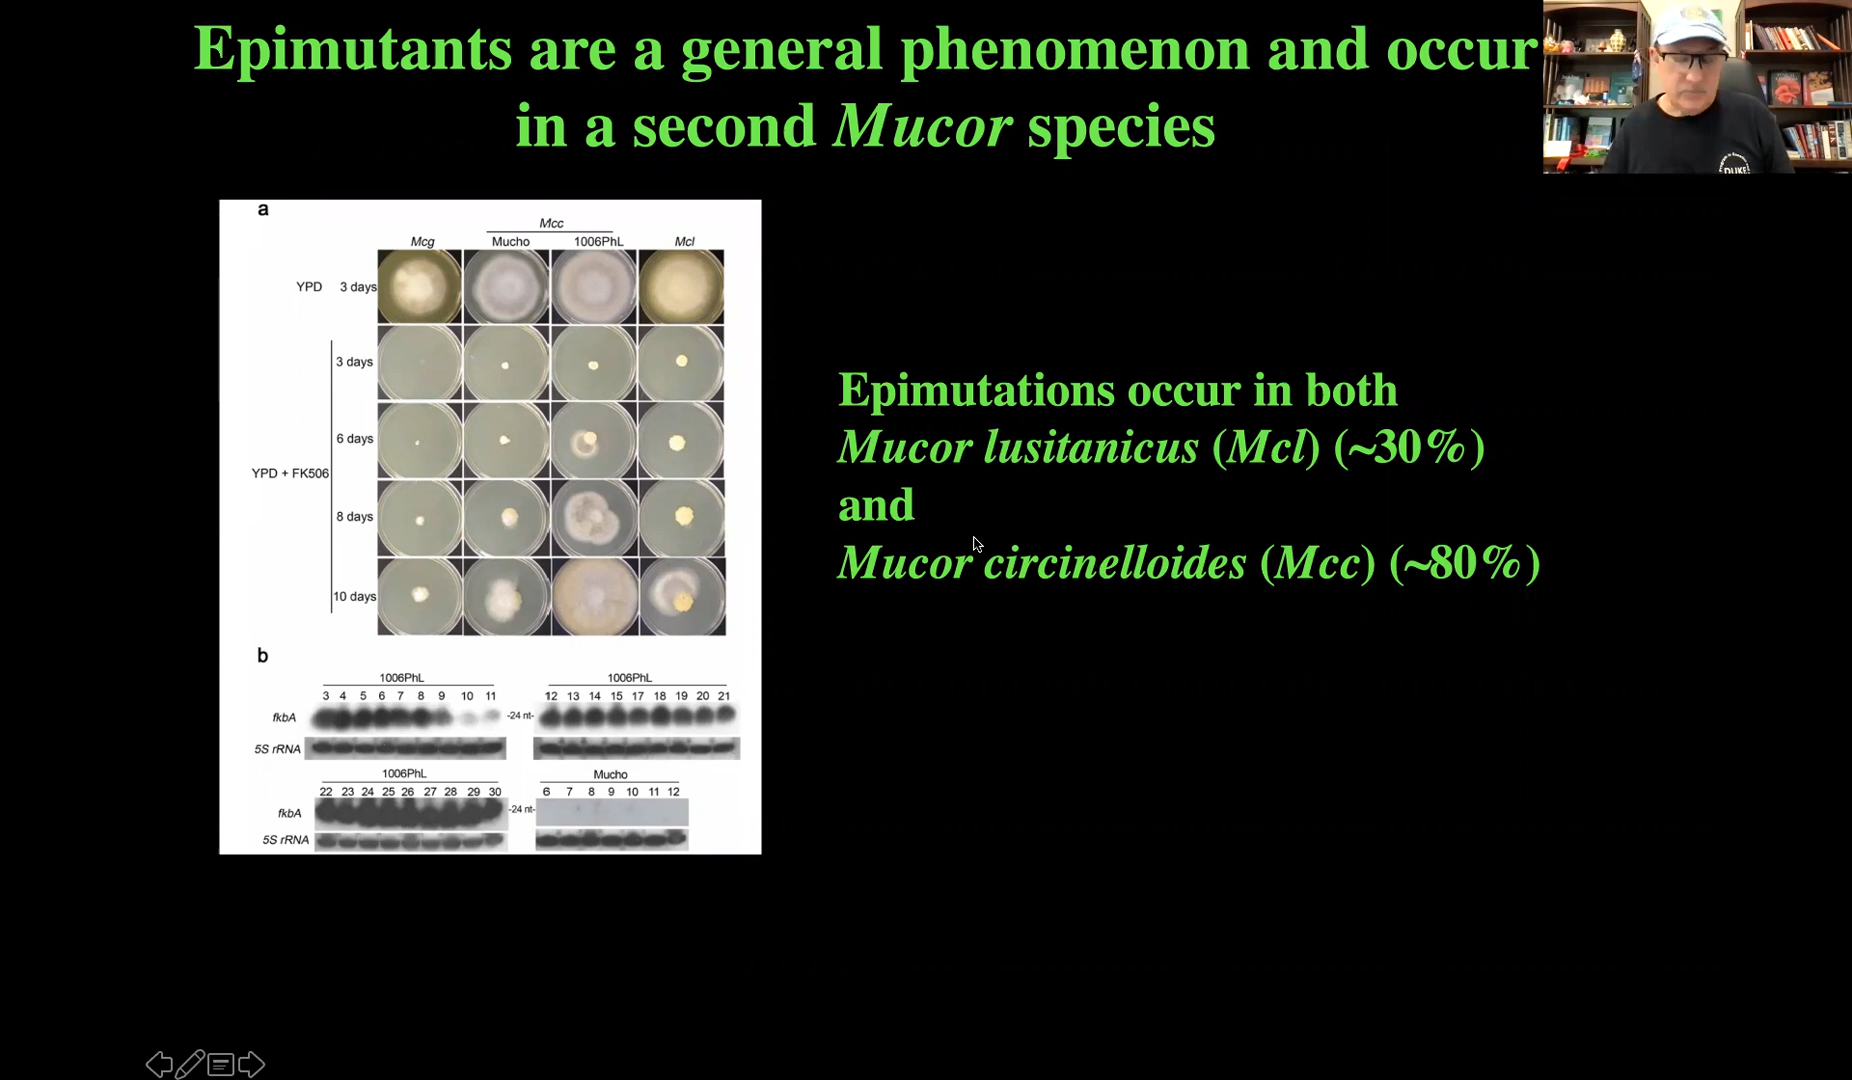 Epimutants are a general phenomenon and occur
in a second Mucor species
DUKE
a
Mcc
Mcg Mucho 1006PhL Mcl
YPD 3 days
3 days
6 days
YPD + FK506
8 days
10 days
b
1006PhL 1006PhL
3 4 5 6 7 8 9 10 11 12 13 14 15 17 18 19 20 21
fkbA -24 nt-
5S rRNA
1006PhL Mucho
22 23 24 25 26 27 28 29 30 6 7 8 9 10 11 12
fkbA -24 nt-
5S rRNA
Epimutations occur in both
Mucor lusitanicus (Mcl) (~30%)
and
Mucor circinelloides (Mcc) (~80%)